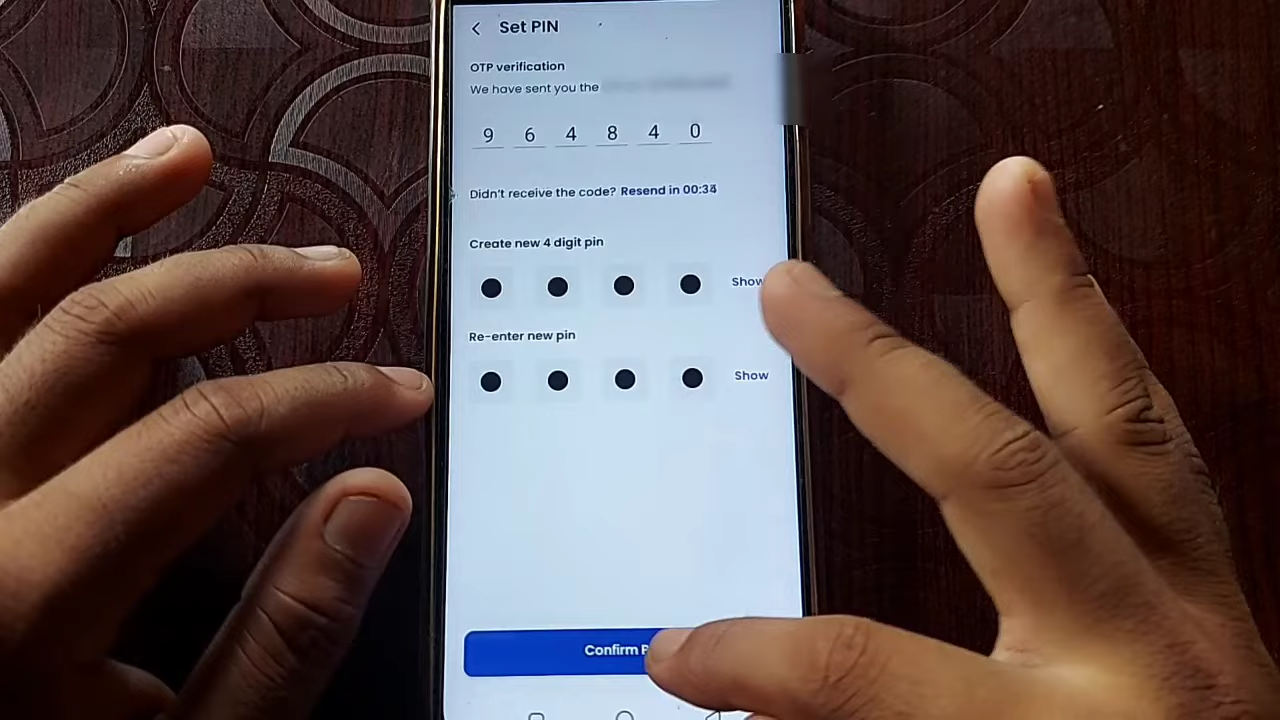 Set PIN
OTP verification
We have sent you the
9 6 4 8 4 0
Didn't receive the code? Resend in 00:34
Create new 4 digit pin
Show
Re-enter new pin
Show
Confirm P